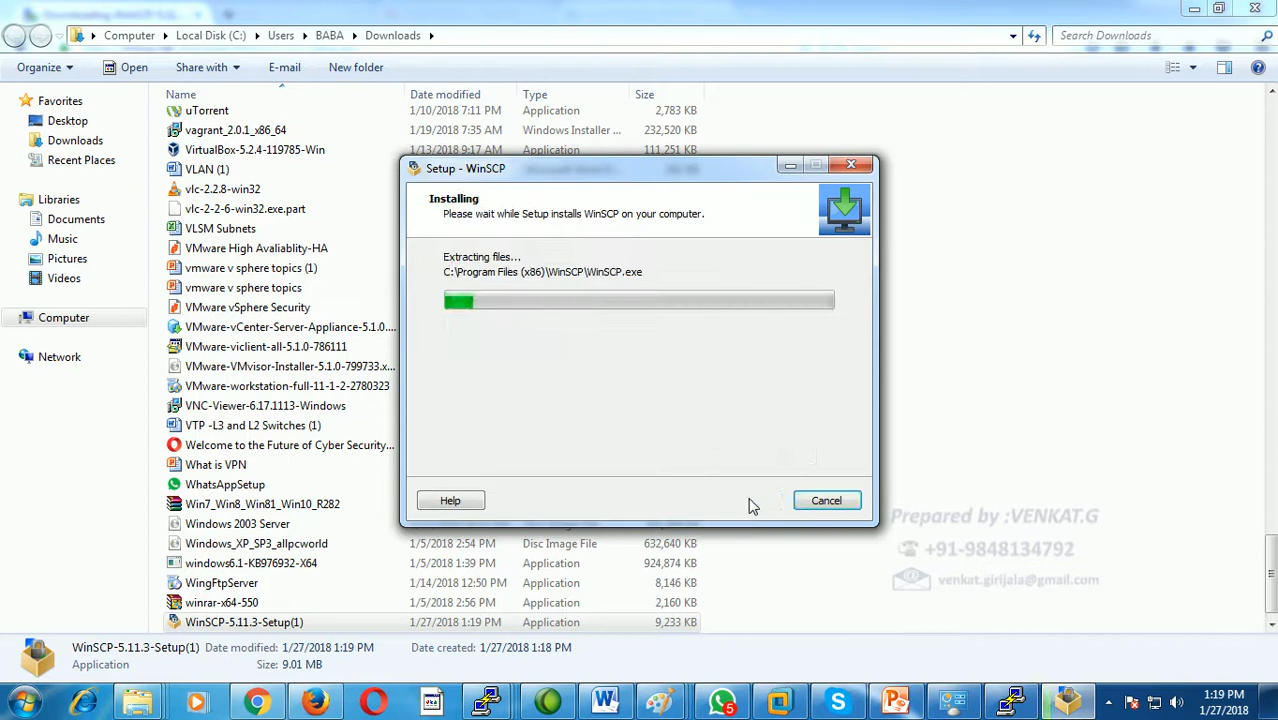 Computer ▸ Local Disk (C:) ▸ Users ▸ BABA ▸ Downloads ▸
Search Downloads
Organize Open Share with E-mail New folder
Name Date modified Type Size
Favorites
Desktop
Downloads
Recent Places
Libraries
Documents
Music
Pictures
Videos
Computer
Network
uTorrent 1/10/2018 7:11 PM Application 2,783 KB
vagrant_2.0.1_x86_64 1/19/2018 7:35 AM Windows Installer ... 232,520 KB
VirtualBox-5.2.4-119785-Win 1/13/2018 9:17 AM Application 111,251 KB
VLAN (1)
vlc-2.2.8-win32
vlc-2-2-6-win32.exe.part
VLSM Subnets
VMware High Avaliablity-HA
vmware v sphere topics (1)
vmware v sphere topics
VMware vSphere Security
VMware-vCenter-Server-Appliance-5.1.0....
VMware-viclient-all-5.1.0-786111
VMware-VMvisor-Installer-5.1.0-799733.x...
VMware-workstation-full-11-1-2-2780323
VNC-Viewer-6.17.1113-Windows
VTP -L3 and L2 Switches (1)
Welcome to the Future of Cyber Security...
What is VPN
WhatsAppSetup
Win7_Win8_Win81_Win10_R282
Windows 2003 Server
Windows_XP_SP3_allpcworld 1/5/2018 2:54 PM Disc Image File 632,640 KB
windows6.1-KB976932-X64 1/5/2018 1:39 PM Application 924,874 KB
WingFtpServer 1/14/2018 12:50 PM Application 8,146 KB
winrar-x64-550 1/5/2018 2:56 PM Application 2,160 KB
WinSCP-5.11.3-Setup(1) 1/27/2018 1:19 PM Application 9,233 KB
Setup - WinSCP
Installing
Please wait while Setup installs WinSCP on your computer.
Extracting files...
C:\Program Files (x86)\WinSCP\WinSCP.exe
Help Cancel
Prepared by :VENKAT.G
+91-9848134792
venkat.girijala@gmail.com
WinSCP-5.11.3-Setup(1) Date modified: 1/27/2018 1:19 PM Date created: 1/27/2018 1:18 PM
Application Size: 9.01 MB
5
1:19 PM
1/27/2018